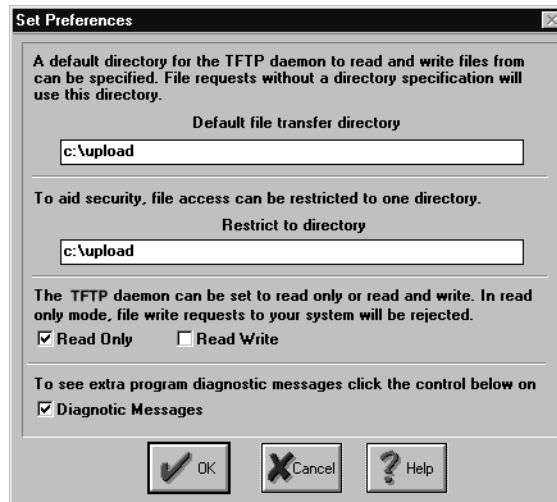 Set Preferences
A default directory for the TFTP daemon to read and write files from
can be specified. File requests without a directory specification will
use this directory.
Default file transfer directory
c:\upload
To aid security, file access can be restricted to one directory.
Restrict to directory
c:\upload
The TFTP daemon can be set to read only or read and write. In read
only mode, file write requests to your system will be rejected.
Read Only Read Write
To see extra program diagnostic messages click the control below on
Diagnotic Messages
OK Cancel Help